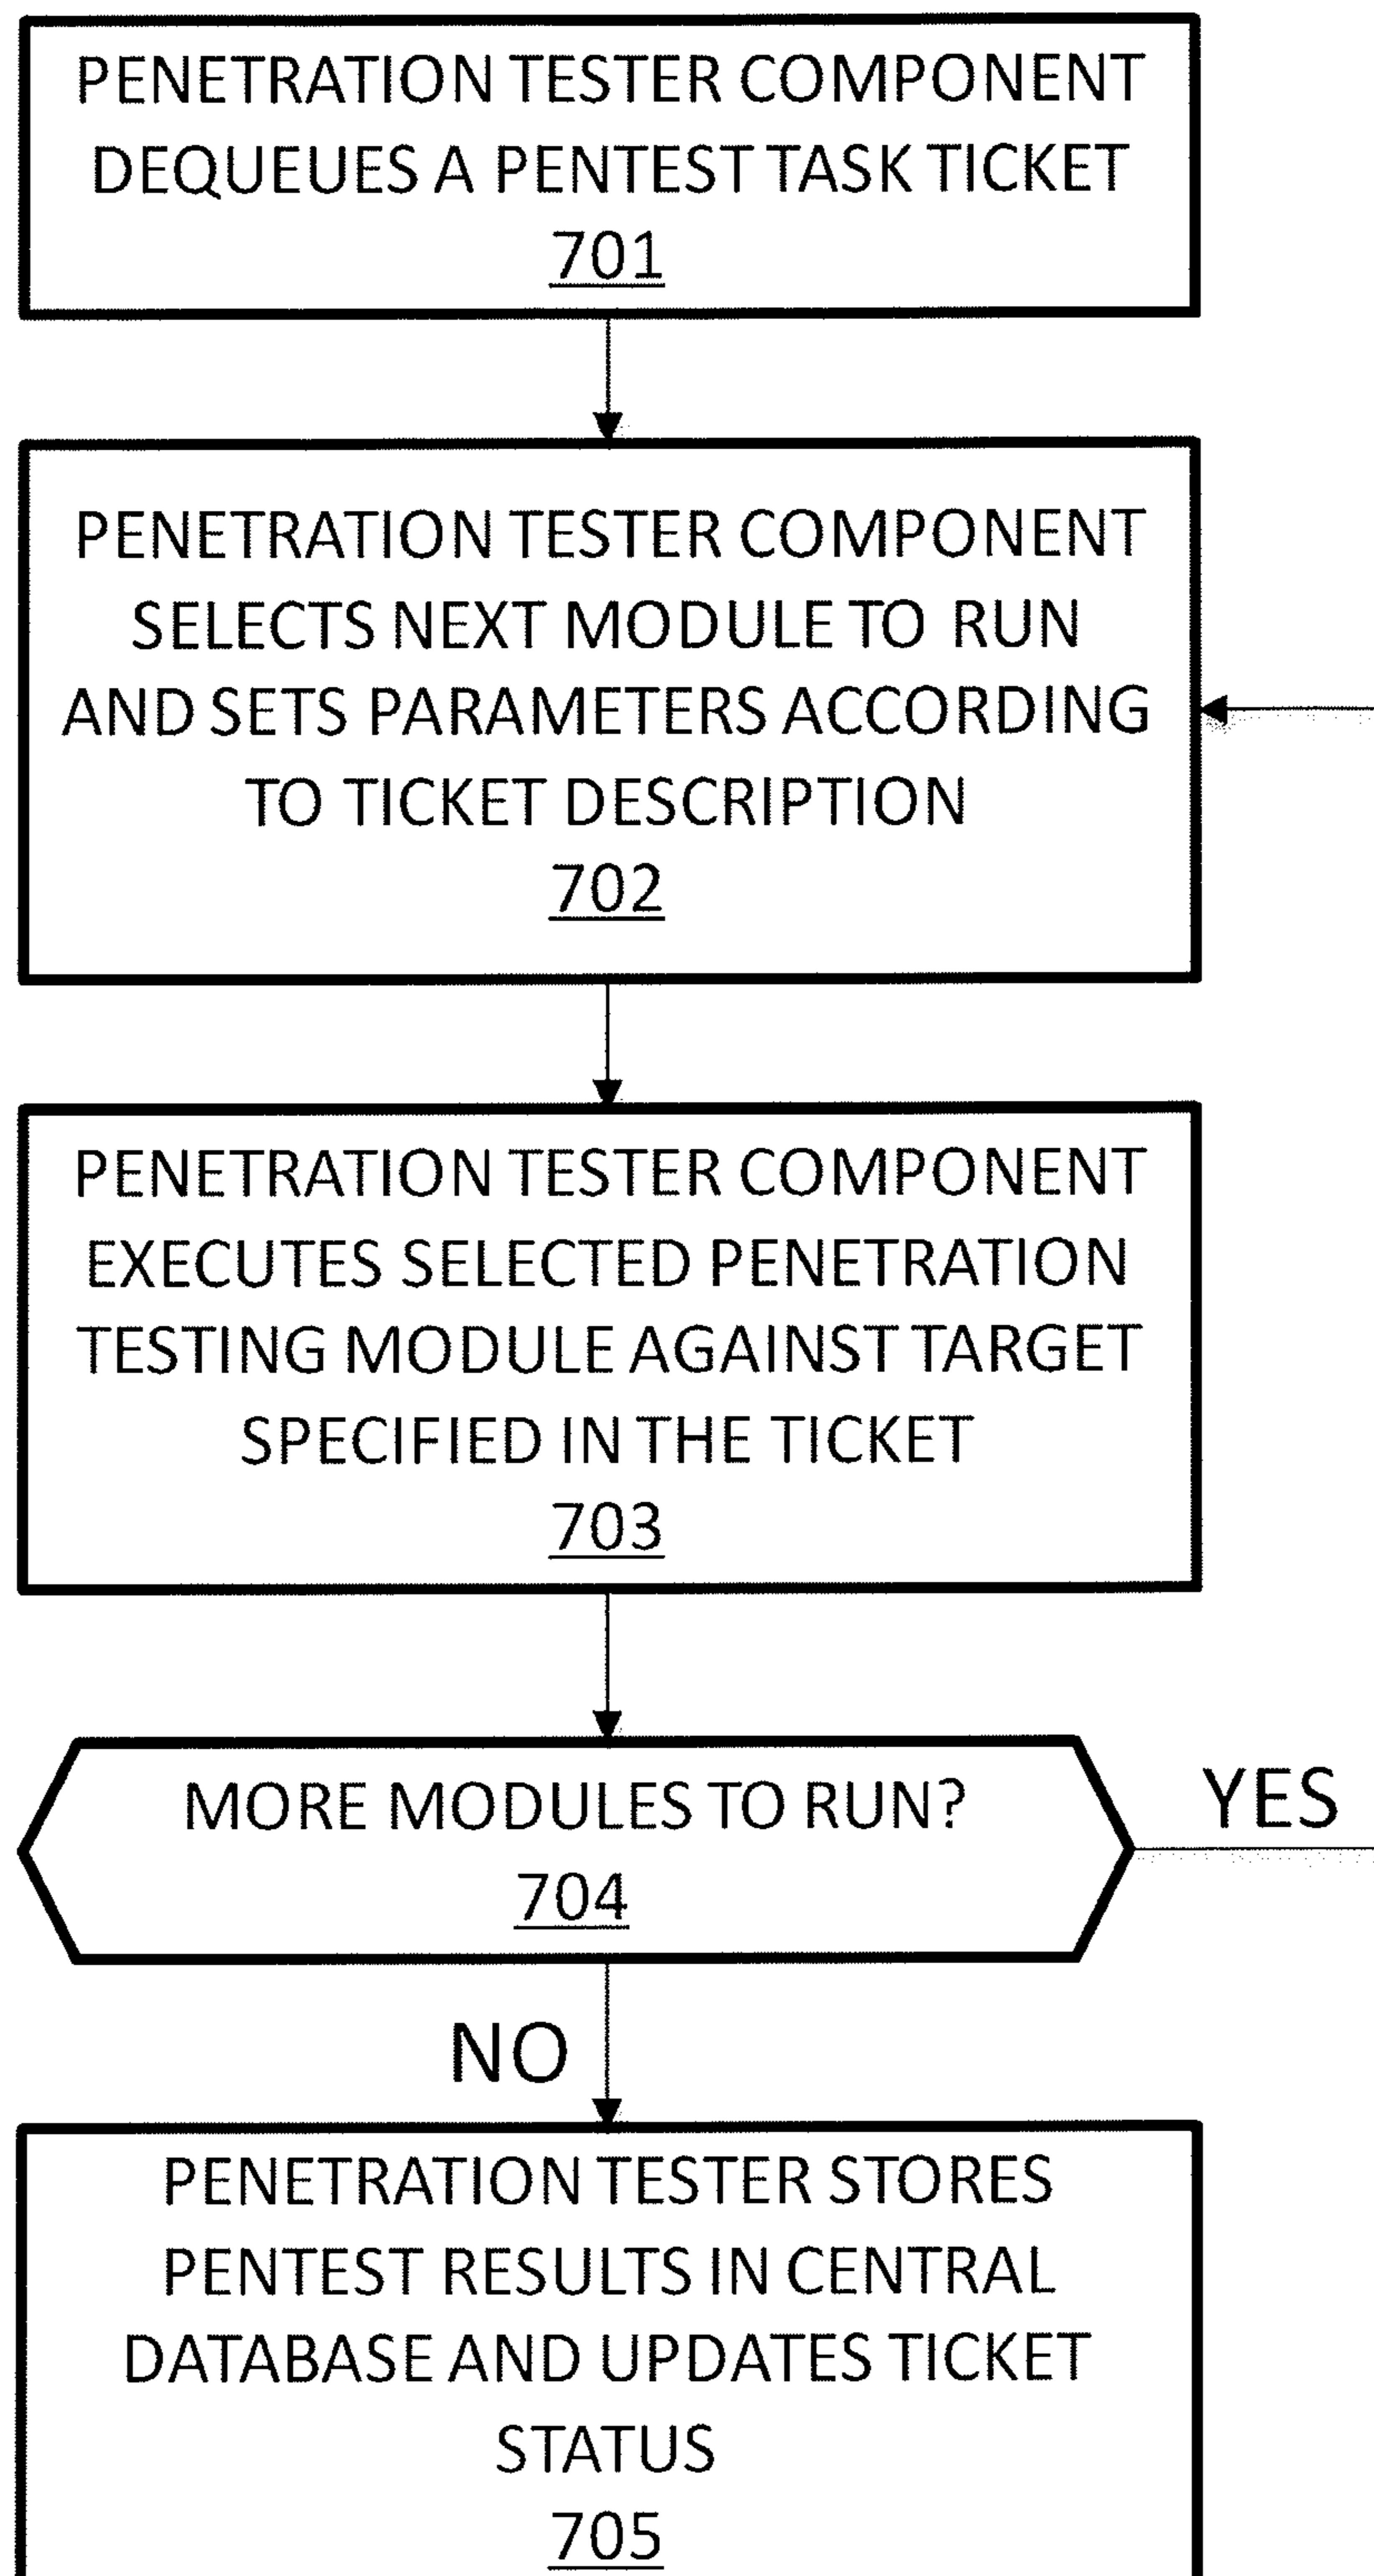 PENETRATION TESTER COMPONENT
DEQUEUES A PENTEST TASK TICKET
701
PENETRATION TESTER COMPONENT
SELECTS NEXT MODULE TO RUN
AND SETS PARAMETERS ACCORDING
TO TICKET DESCRIPTION
702
PENETRATION TESTER COMPONENT
EXECUTES SELECTED PENETRATION
TESTING MODULE AGAINST TARGET
SPECIFIED IN THE TICKET
703
MORE MODULES TO RUN?
704
YES
NO
PENETRATION TESTER STORES
PENTEST RESULTS IN CENTRAL
DATABASE AND UPDATES TICKET
STATUS
705